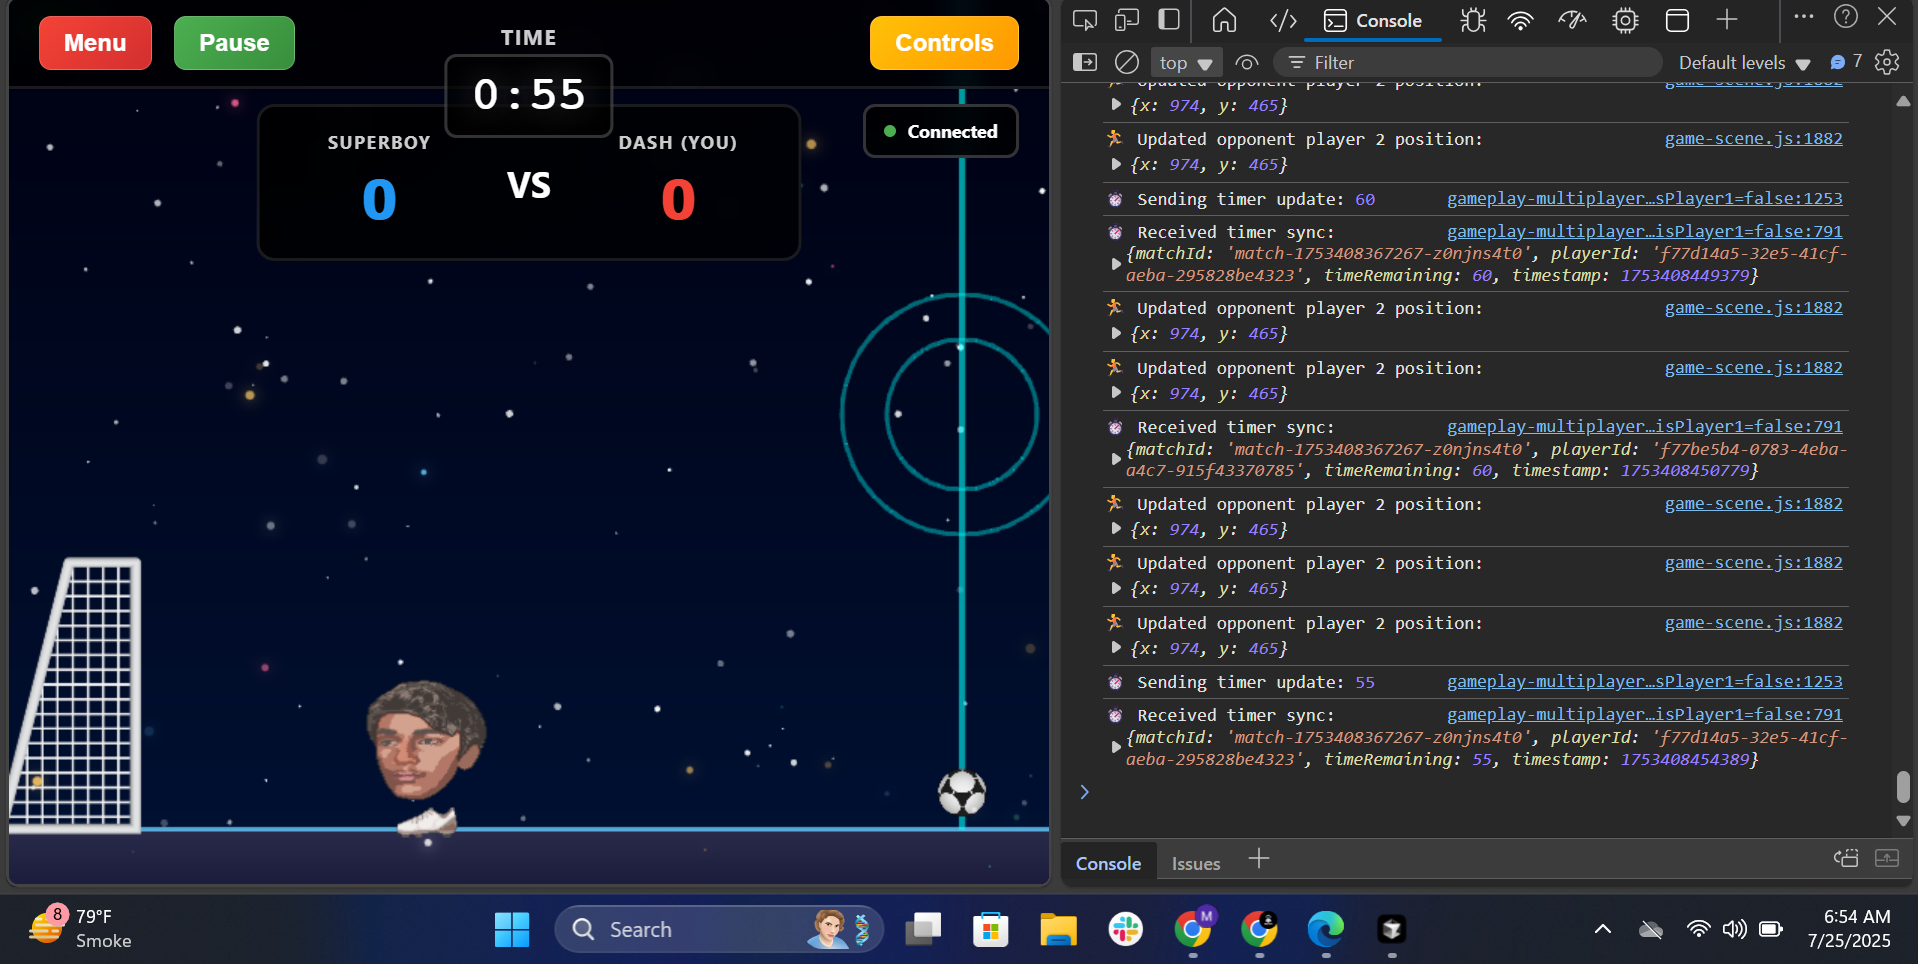 Menu
Pause
TIME
0:55
Controls
SUPERBOY
0
VS
DASH (YOU)
0
Connected
Console
top
Filter
Default levels
7
Updated opponent player 2 position: game-scene.js:1882
{x: 974, y: 465}
Updated opponent player 2 position: game-scene.js:1882
{x: 974, y: 465}
Sending timer update: 60 gameplay-multiplayer…sPlayer1=false:1253
Received timer sync: gameplay-multiplayer…isPlayer1=false:791
{matchId: 'match-1753408367267-z0njns4t0', playerId: 'f77d14a5-32e5-41cf-
aeba-295828be4323', timeRemaining: 60, timestamp: 1753408449379}
Updated opponent player 2 position: game-scene.js:1882
{x: 974, y: 465}
Updated opponent player 2 position: game-scene.js:1882
{x: 974, y: 465}
Received timer sync: gameplay-multiplayer…isPlayer1=false:791
{matchId: 'match-1753408367267-z0njns4t0', playerId: 'f77be5b4-0783-4eba-
a4c7-915f43370785', timeRemaining: 60, timestamp: 1753408450779}
Updated opponent player 2 position: game-scene.js:1882
{x: 974, y: 465}
Updated opponent player 2 position: game-scene.js:1882
{x: 974, y: 465}
Updated opponent player 2 position: game-scene.js:1882
{x: 974, y: 465}
Sending timer update: 55 gameplay-multiplayer…sPlayer1=false:1253
Received timer sync: gameplay-multiplayer…isPlayer1=false:791
{matchId: 'match-1753408367267-z0njns4t0', playerId: 'f77d14a5-32e5-41cf-
aeba-295828be4323', timeRemaining: 55, timestamp: 1753408454389}
Console
Issues
8
79°F
Smoke
Search
M
6:54 AM
7/25/2025